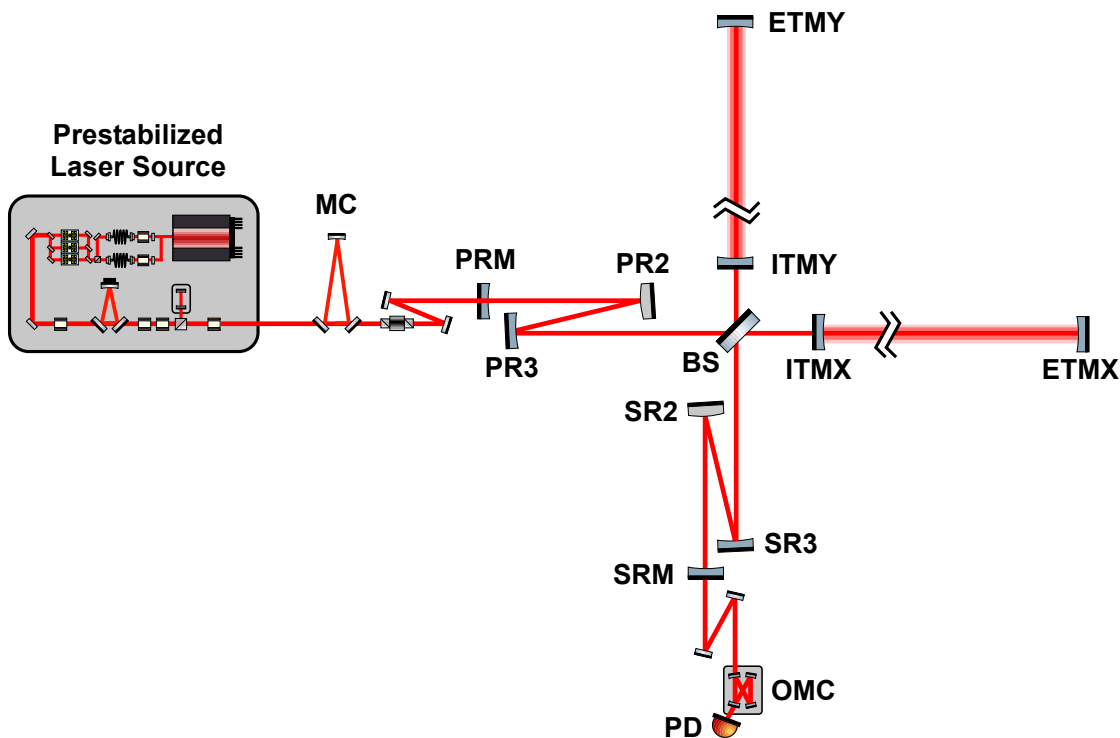 ETMY
Prestabilized
Laser Source
MC
PRM
PR2
ITMY
PR3
BS
ITMX
ETMX
SR2
SR3
SRM
OMC
PD